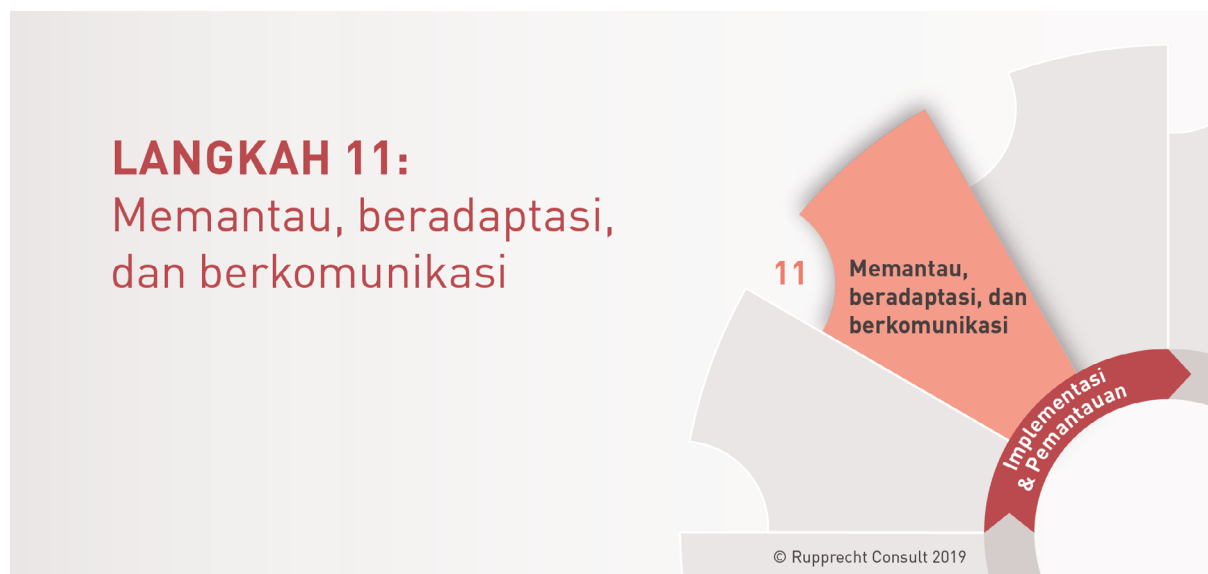 LANGKAH 11:
Memantau, beradaptasi,
dan berkomunikasi
11
Memantau,
beradaptasi, dan
berkomunikasi
Implementasi
& Pemantauan
© Rupprecht Consult 2019